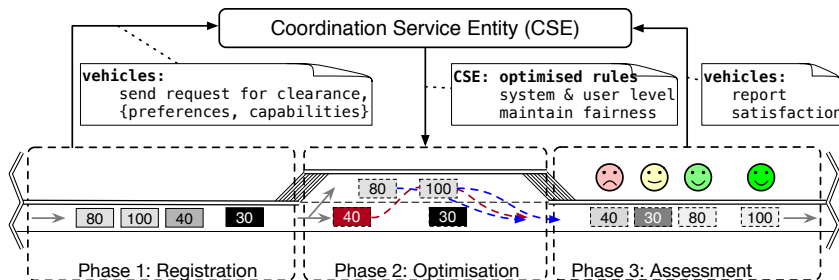 Coordination Service Entity (CSE)
vehicles:
send request for clearance,
{preferences, capabilities}
CSE: optimised rules
system & user level
maintain fairness
vehicles:
report
satisfaction
80 100 40 30
80 100
40 30
40 30 80 100
Phase 1: Registration
Phase 2: Optimisation
Phase 3: Assessment